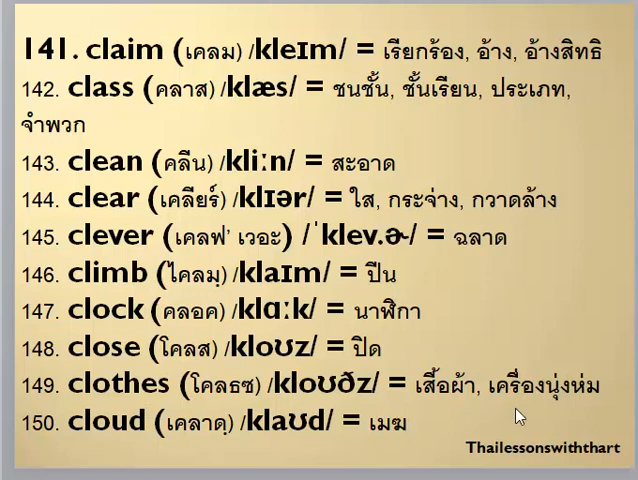 141. claim (เคลม) /kleɪm/ = เรียกร้อง, อ้าง, อ้างสิทธิ
142. class (คลาส) /klæs/ = ชนชั้น, ชั้นเรียน, ประเภท,
จำพวก
143. clean (คลีน) /kliːn/ = สะอาด
144. clear (เคลียร์) /klɪər/ = ใส, กระจ่าง, กวาดล้าง
145. clever (เคลฟ’ เวอะ) /ˈklev.ɚ/ = ฉลาด
146. climb (ไคลมฺ) /klaɪm/ = ปีน
147. clock (คลอค) /klɑːk/ = นาฬิกา
148. close (โคลส) /kloʊz/ = ปิด
149. clothes (โคลธซ) /kloʊðz/ = เสื้อผ้า, เครื่องนุ่งห่ม
150. cloud (เคลาดฺ) /klaʊd/ = เมฆ
Thailessonswiththart